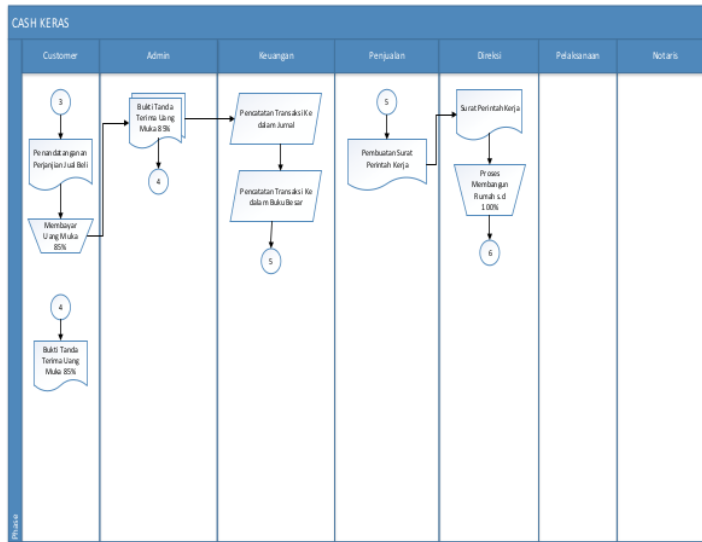 CASH KERAS
Customer
Admin
Keuangan
Penjualan
Direksi
Pelaksanaan
Notaris
3
Penandatanganan
Perjanjian Jual Beli
Membayar
Uang Muka
85%
4
Bukti Tanda
Terima Uang
Muka 85%
Bukti Tanda
Terima Uang
Muka 85%
4
Pencatatan Transaksi Ke
dalam Jurnal
Pencatatan Transaksi Ke
dalam Buku Besar
5
5
Pembuatan Surat
Perintah Kerja
Surat Perintah Kerja
Proses
Membangun
Rumah s.d
100%
6
Phase